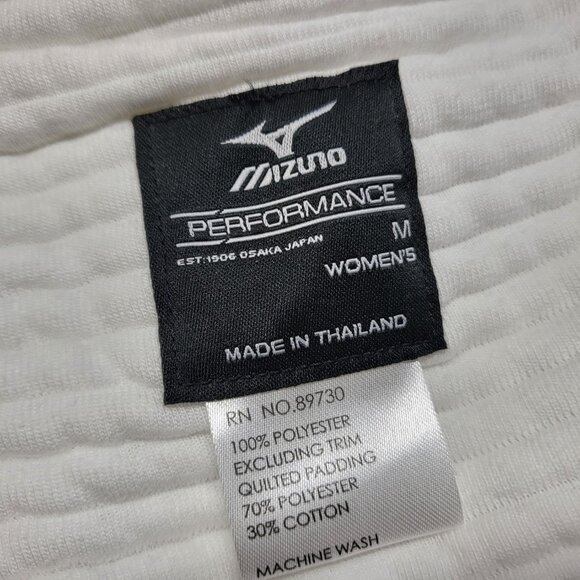 MIZUNO
PERFORMANCE
EST.1906 OSAKA JAPAN
M
WOMEN'S
MADE IN THAILAND
RN NO.89730
100% POLYESTER
EXCLUDING TRIM
QUILTED PADDING
70% POLYESTER
30% COTTON
MACHINE WASH